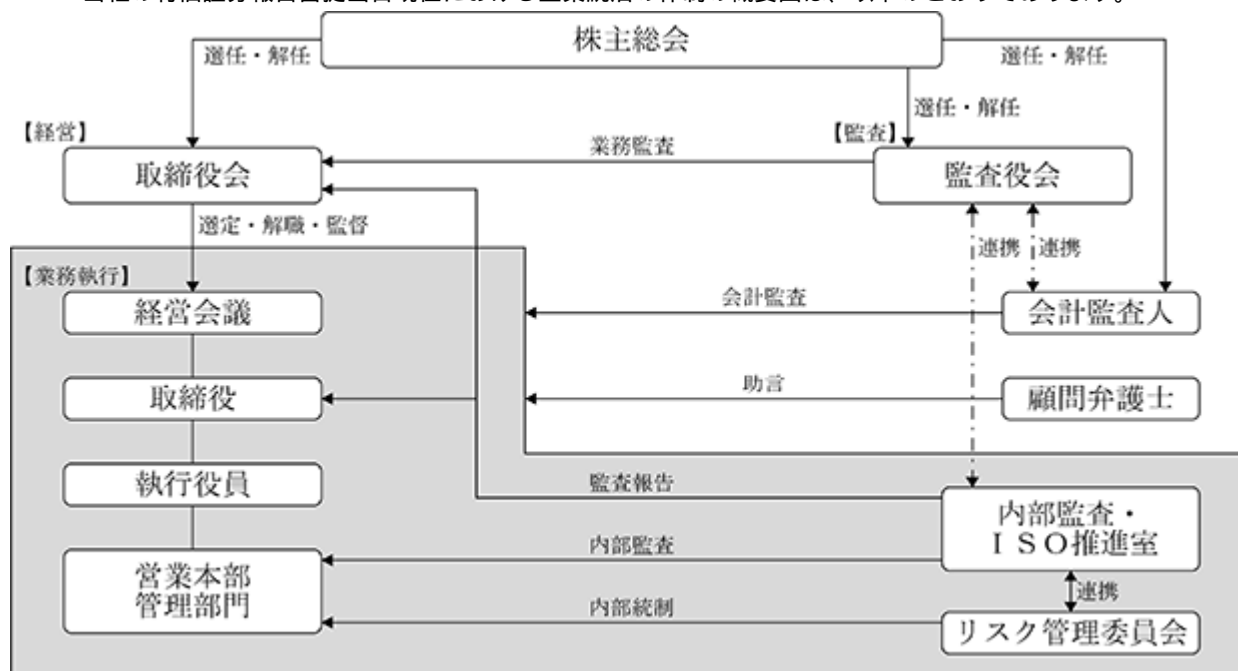 株主総会
選任・解任
選任・解任
選任・解任
【経営】
【監査】
取締役会
業務監査
監査役会
選定・解職・監督
連携
連携
【業務執行】
経営会議
会計監査
会計監査人
取締役
助言
顧問弁護士
執行役員
監査報告
内部監査・
ISO推進室
内部監査
営業本部
管理部門
連携
内部統制
リスク管理委員会